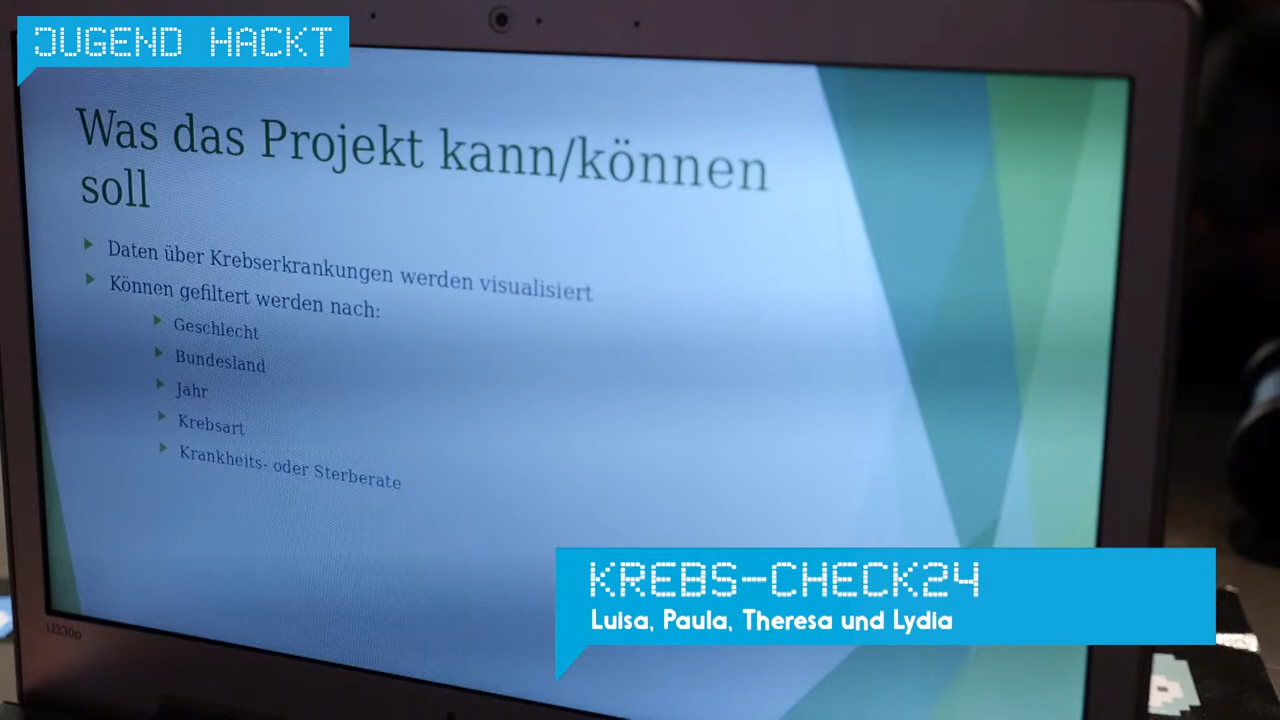 JUGEND HACKT
Was das Projekt kann/können
soll
Daten über Krebserkrankungen werden visualisiert
Können gefiltert werden nach:
Geschlecht
Bundesland
Jahr
Krebsart
Krankheits- oder Sterberate
U330p
KREBS-CHECK24
Luisa, Paula, Theresa und Lydia